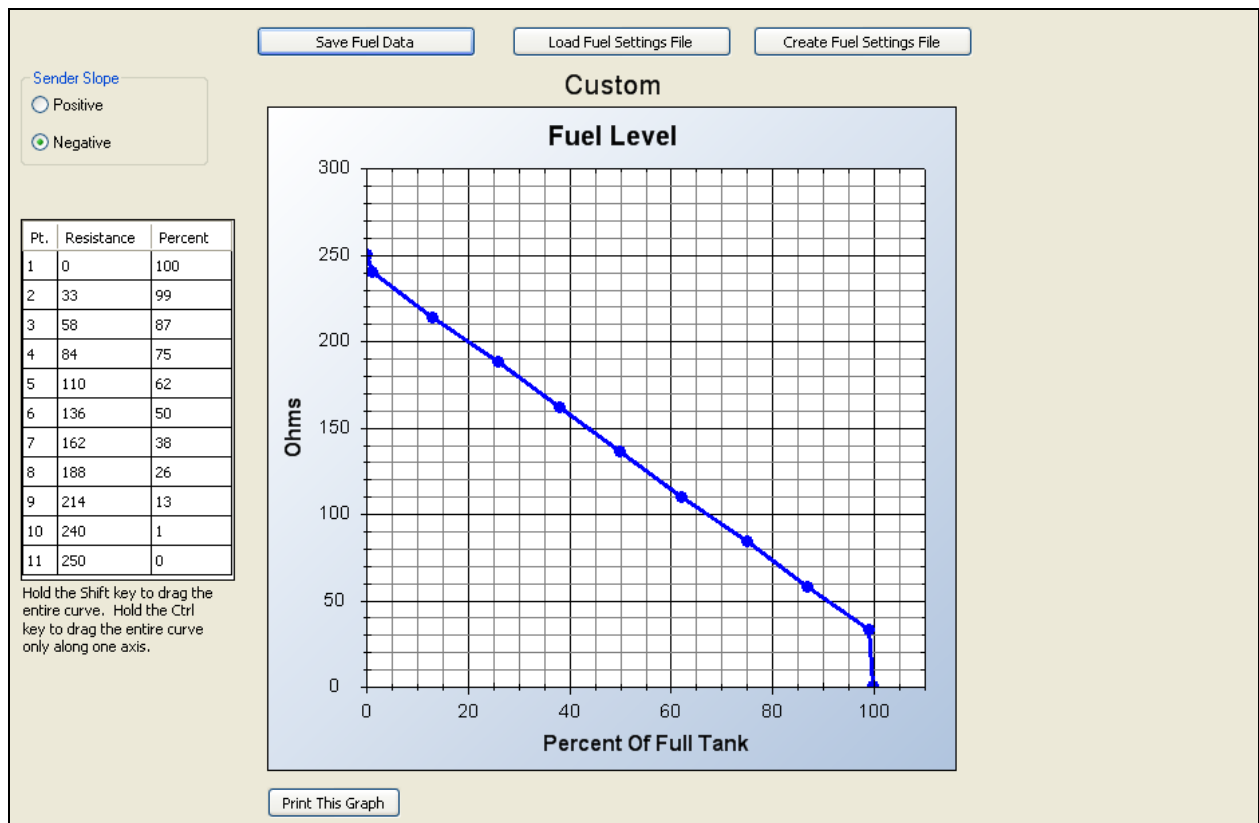 Save Fuel Data Load Fuel Settings File Create Fuel Settings File
Sender Slope
Positive
Negative
Custom
Fuel Level
Pt. Resistance Percent
1 0 100
2 33 99
3 58 87
4 84 75
5 110 62
6 136 50
7 162 38
8 188 26
9 214 13
10 240 1
11 250 0
Hold the Shift key to drag the
entire curve. Hold the Ctrl
key to drag the entire curve
only along one axis.
300
250
200
150
100
50
0
Ohms
0 20 40 60 80 100
Percent Of Full Tank
Print This Graph